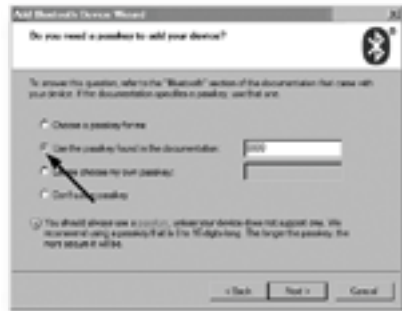 Add Bluetooth Device Wizard
Do you need a passkey to add your device?
To answer this question, refer to the "Bluetooth" section of the documentation that came with
your device. If the documentation specifies a passkey, use that one.
Choose a passkey for me
Use the passkey found in the documentation:
choose my own passkey:
Don't use a passkey
You should always use a passkey, unless your device does not support one. We
recommend using a passkey that is 8 to 16 digits long. The longer the passkey, the
more secure it will be.
< Back Next > Cancel